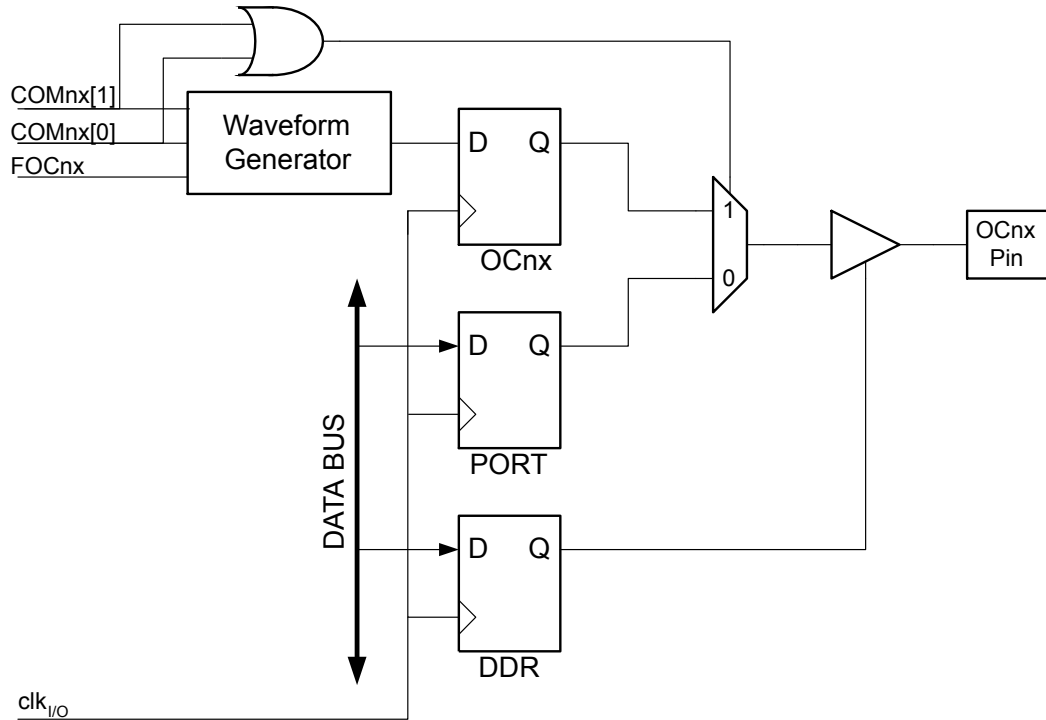 COMnx[1]
COMnx[0]
FOCnx
Waveform
Generator
D
Q
OCnx
1
0
OCnx
Pin
D
Q
PORT
DATA BUS
D
Q
DDR
clkI/O